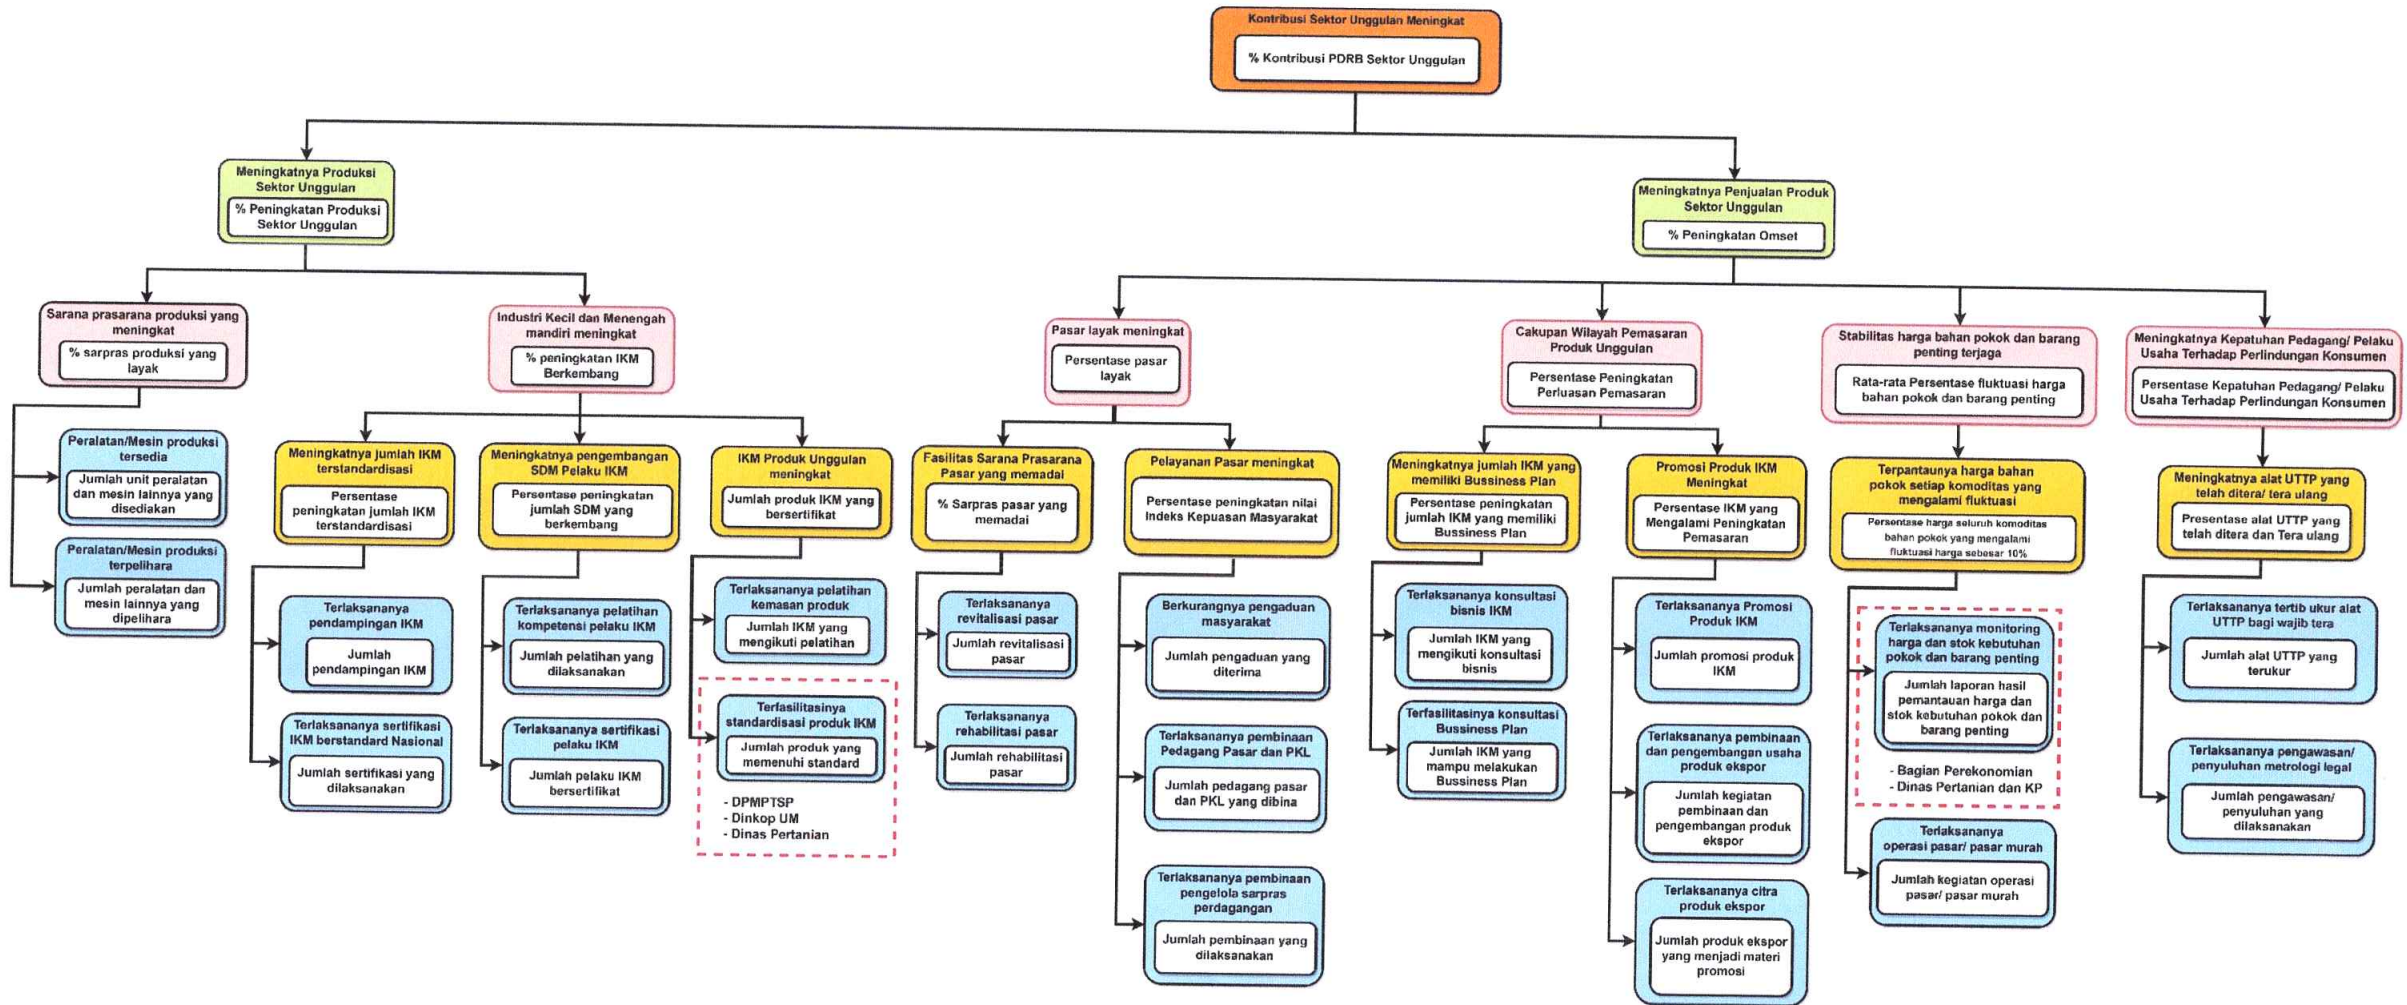 Kontribusi Sektor Unggulan Meningkat
% Kontribusi PDRB Sektor Unggulan
Meningkatnya Produksi
Sektor Unggulan
% Peningkatan Produksi
Sektor Unggulan
Meningkatnya Penjualan Produk
Sektor Unggulan
% Peningkatan Omset
Sarana prasarana produksi yang
meningkat
% sarpras produksi yang
layak
Industri Kecil dan Menengah
mandiri meningkat
% peningkatan IKM
Berkembang
Pasar layak meningkat
Persentase pasar
layak
Cakupan Wilayah Pemasaran
Produk Unggulan
Persentase Peningkatan
Perluasan Pemasaran
Stabilitas harga bahan pokok dan barang
penting terjaga
Rata-rata Persentase fluktuasi harga
bahan pokok dan barang penting
Meningkatnya Kepatuhan Pedagang/ Pelaku
Usaha Terhadap Perlindungan Konsumen
Persentase Kepatuhan Pedagang/ Pelaku
Usaha Terhadap Perlindungan Konsumen
Peralatan/Mesin produksi
tersedia
Jumlah unit peralatan
dan mesin lainnya yang
disediakan
Peralatan/Mesin produksi
terpelihara
Jumlah peralatan dan
mesin lainnya yang
dipelihara
Meningkatnya jumlah IKM
terstandardisasi
Persentase
peningkatan jumlah IKM
terstandardisasi
Terlaksananya
pendampingan IKM
Jumlah
pendampingan IKM
Terlaksananya sertifikasi
IKM berstandard Nasional
Jumlah sertifikasi yang
dilaksanakan
Meningkatnya pengembangan
SDM Pelaku IKM
Persentase peningkatan
jumlah SDM yang
berkembang
Terlaksananya pelatihan
kompetensi pelaku IKM
Jumlah pelatihan yang
dilaksanakan
Terlaksananya sertifikasi
pelaku IKM
Jumlah pelaku IKM
bersertifikat
IKM Produk Unggulan
meningkat
Jumlah produk IKM yang
bersertifikat
Terlaksananya pelatihan
kemasan produk
Jumlah IKM yang
mengikuti pelatihan
Terfasilitasinya
standardisasi produk IKM
Jumlah produk yang
memenuhi standard
- DPMPTSP
- Dinkop UM
- Dinas Pertanian
Fasilitas Sarana Prasarana
Pasar yang memadai
% Sarpras pasar yang
memadai
Terlaksananya
revitalisasi pasar
Jumlah revitalisasi
pasar
Terlaksananya
rehabilitasi pasar
Jumlah rehabilitasi
pasar
Pelayanan Pasar meningkat
Persentase peningkatan nilai
Indeks Kepuasan Masyarakat
Berkurangnya pengaduan
masyarakat
Jumlah pengaduan yang
diterima
Terlaksananya pembinaan
Pedagang Pasar dan PKL
Jumlah pedagang pasar
dan PKL yang dibina
Terlaksananya pembinaan
pengelola sarpras
perdagangan
Jumlah pembinaan yang
dilaksanakan
Meningkatnya jumlah IKM yang
memiliki Bussiness Plan
Persentase peningkatan
jumlah IKM yang memiliki
Bussiness Plan
Terlaksananya konsultasi
bisnis IKM
Jumlah IKM yang
mengikuti konsultasi
bisnis
Terfasilitasinya konsultasi
Bussiness Plan
Jumlah IKM yang
mampu melakukan
Bussiness Plan
Promosi Produk IKM
Meningkat
Persentase IKM yang
Mengalami Peningkatan
Pemasaran
Terlaksananya Promosi
Produk IKM
Jumlah promosi produk
IKM
Terlaksananya pembinaan
dan pengembangan usaha
produk ekspor
Jumlah kegiatan
pembinaan dan
pengembangan produk
ekspor
Terlaksananya citra
produk ekspor
Jumlah produk ekspor
yang menjadi materi
promosi
Terpantaunya harga bahan
pokok setiap komoditas yang
mengalami fluktuasi
Persentase harga seluruh komoditas
bahan pokok yang mengalami
fluktuasi harga sebesar 10%
Terlaksananya monitoring
harga dan stok kebutuhan
pokok dan barang penting
Jumlah laporan hasil
pemantauan harga dan
stok kebutuhan pokok dan
barang penting
- Bagian Perekonomian
- Dinas Pertanian dan KP
Terlaksananya
operasi pasar/ pasar murah
Jumlah kegiatan operasi
pasar/ pasar murah
Meningkatnya alat UTTP yang
telah ditera/ tera ulang
Presentase alat UTTP yang
telah ditera dan Tera ulang
Terlaksananya tertib ukur alat
UTTP bagi wajib tera
Jumlah alat UTTP yang
terukur
Terlaksananya pengawasan/
penyuluhan metrologi legal
Jumlah pengawasan/
penyuluhan yang
dilaksanakan